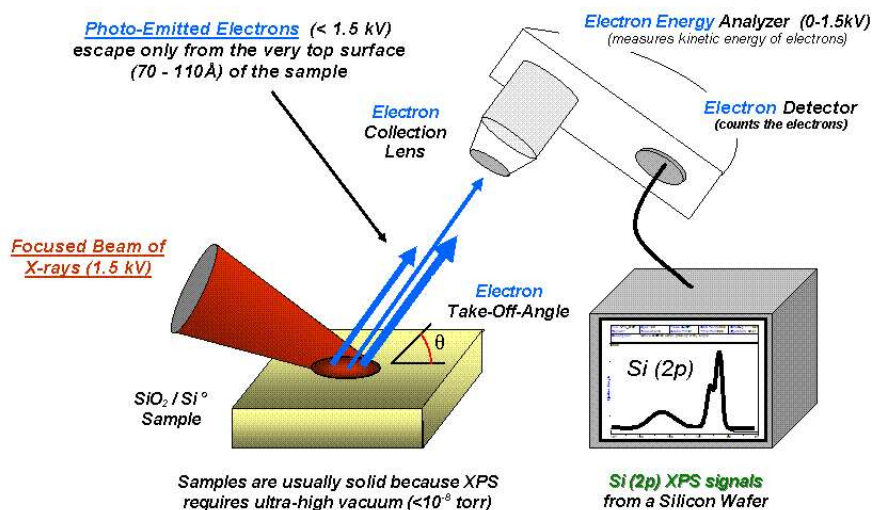 Photo-Emitted Electrons (< 1.5 kV)
escape only from the very top surface
(70 - 110Å) of the sample
Electron Energy Analyzer (0-1.5kV)
(measures kinetic energy of electrons)
Electron Detector
(counts the electrons)
Electron
Collection
Lens
Focused Beam of
X-rays (1.5 kV)
Electron
Take-Off-Angle
θ
Si (2p)
SiO₂ / Si°
Sample
Samples are usually solid because XPS
requires ultra-high vacuum (<10⁻⁸ torr)
Si (2p) XPS signals
from a Silicon Wafer